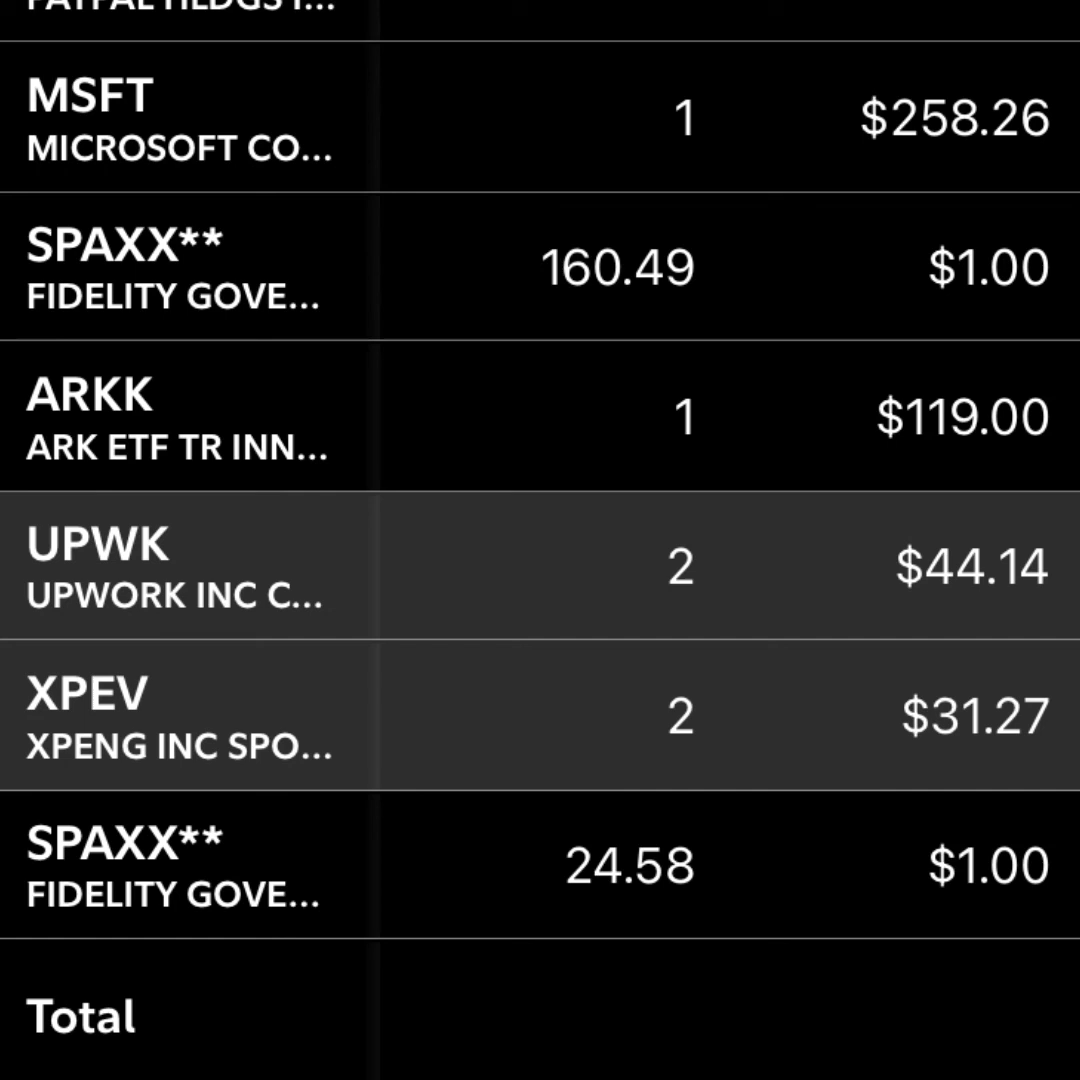 MSFT 1 $258.26
MICROSOFT CO...
SPAXX** 160.49 $1.00
FIDELITY GOVE...
ARKK 1 $119.00
ARK ETF TR INN...
UPWK 2 $44.14
UPWORK INC C...
XPEV 2 $31.27
XPENG INC SPO...
SPAXX** 24.58 $1.00
FIDELITY GOVE...
Total